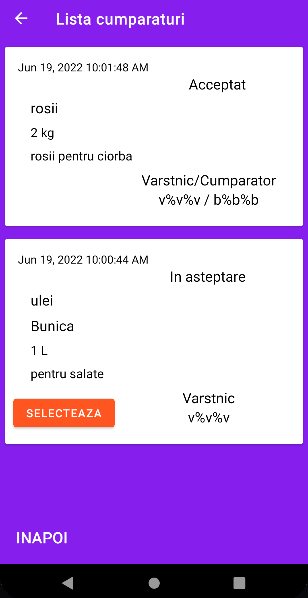 Lista cumparaturi
Jun 19, 2022 10:01:48 AM
Acceptat
rosii
2 kg
rosii pentru ciorba
Varstnic/Cumparator
v%v%v / b%b%b
Jun 19, 2022 10:00:44 AM
In asteptare
ulei
Bunica
1 L
pentru salate
SELECTEAZA
Varstnic
v%v%v
INAPOI